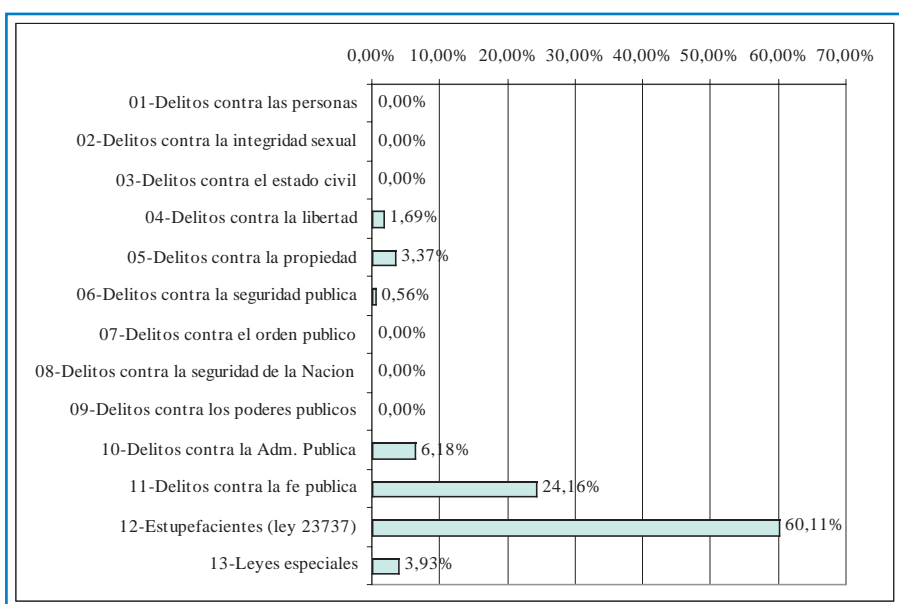 0,00% 10,00% 20,00% 30,00% 40,00% 50,00% 60,00% 70,00%
01-Delitos contra las personas 0,00%
02-Delitos contra la integridad sexual 0,00%
03-Delitos contra el estado civil 0,00%
04-Delitos contra la libertad 1,69%
05-Delitos contra la propiedad 3,37%
06-Delitos contra la seguridad publica 0,56%
07-Delitos contra el orden publico 0,00%
08-Delitos contra la seguridad de la Nacion 0,00%
09-Delitos contra los poderes publicos 0,00%
10-Delitos contra la Adm. Publica 6,18%
11-Delitos contra la fe publica 24,16%
12-Estupefacientes (ley 23737) 60,11%
13-Leyes especiales 3,93%